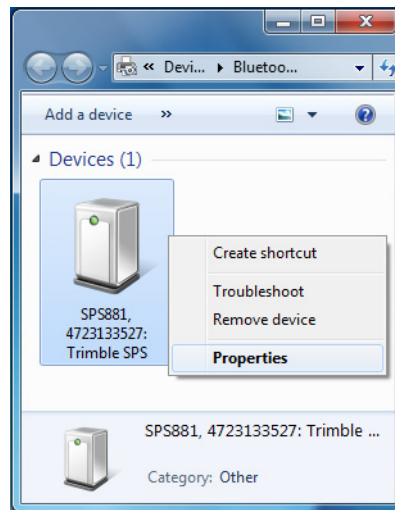 « Devi... ▸ Bluetoo...
Add a device »
Devices (1)
SPS881,
4723133527:
Trimble SPS
Create shortcut
Troubleshoot
Remove device
Properties
SPS881, 4723133527: Trimble ...
Category: Other